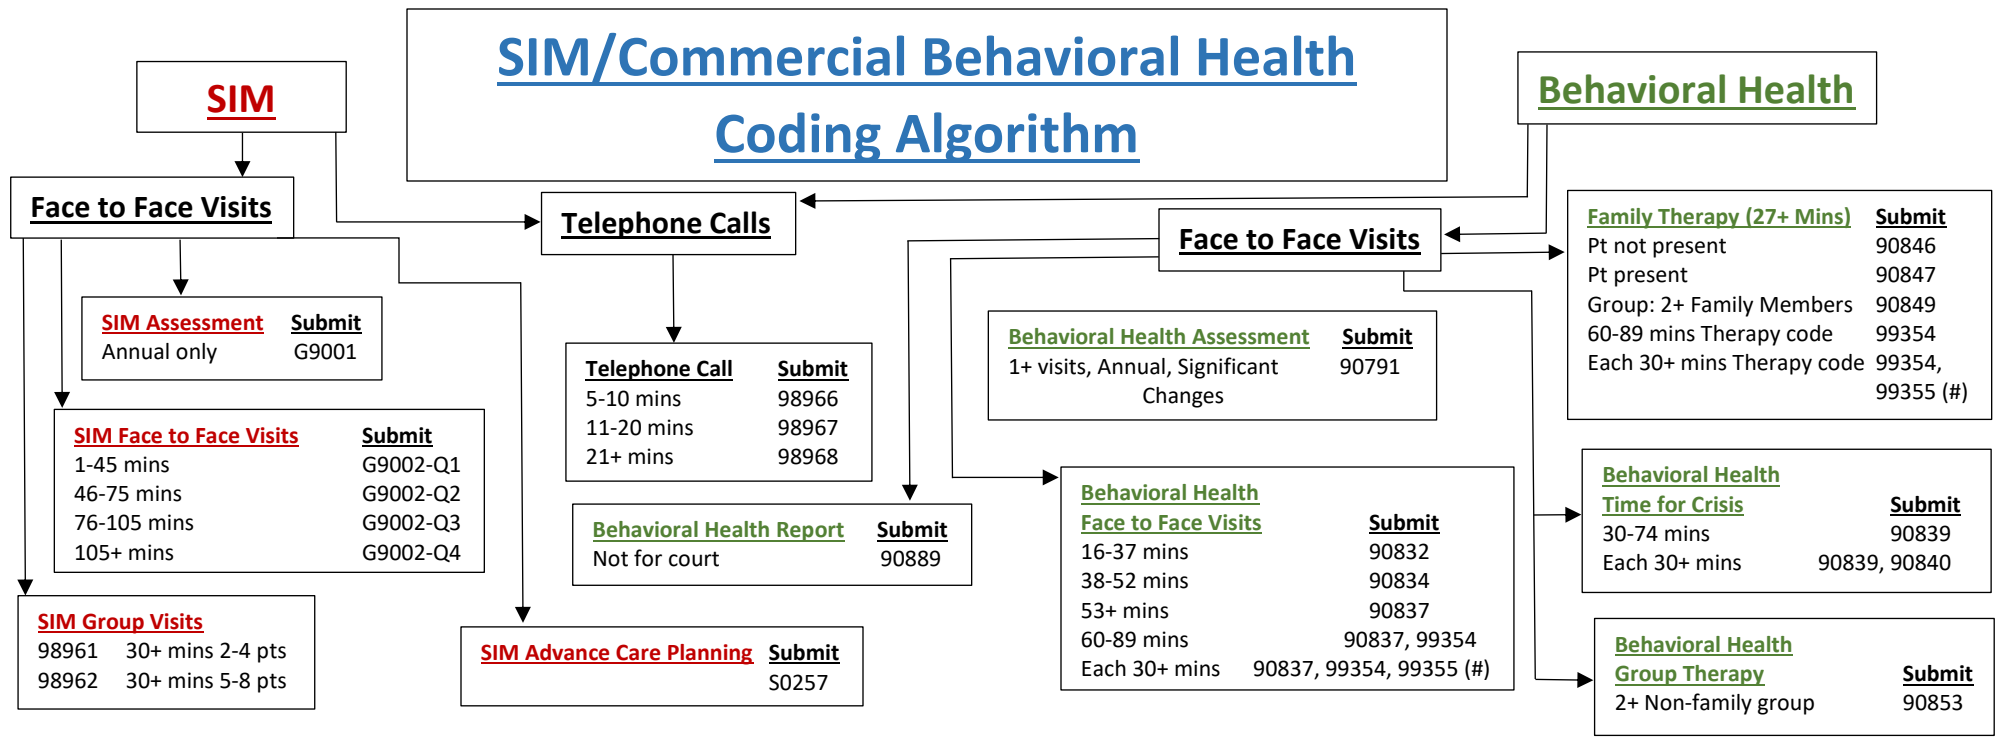 SIM/Commercial Behavioral Health
Coding Algorithm
SIM
Behavioral Health
Face to Face Visits
Telephone Calls
Face to Face Visits
SIM Assessment Submit
Annual only G9001
SIM Face to Face Visits Submit
1-45 mins G9002-Q1
46-75 mins G9002-Q2
76-105 mins G9002-Q3
105+ mins G9002-Q4
SIM Group Visits
98961 30+ mins 2-4 pts
98962 30+ mins 5-8 pts
SIM Advance Care Planning Submit
S0257
Telephone Call Submit
5-10 mins 98966
11-20 mins 98967
21+ mins 98968
Behavioral Health Report Submit
Not for court 90889
Behavioral Health Assessment Submit
1+ visits, Annual, Significant 90791
Changes
Behavioral Health
Face to Face Visits Submit
16-37 mins 90832
38-52 mins 90834
53+ mins 90837
60-89 mins 90837, 99354
Each 30+ mins 90837, 99354, 99355 (#)
Family Therapy (27+ Mins) Submit
Pt not present 90846
Pt present 90847
Group: 2+ Family Members 90849
60-89 mins Therapy code 99354
Each 30+ mins Therapy code 99354,
99355 (#)
Behavioral Health
Time for Crisis Submit
30-74 mins 90839
Each 30+ mins 90839, 90840
Behavioral Health
Group Therapy Submit
2+ Non-family group 90853